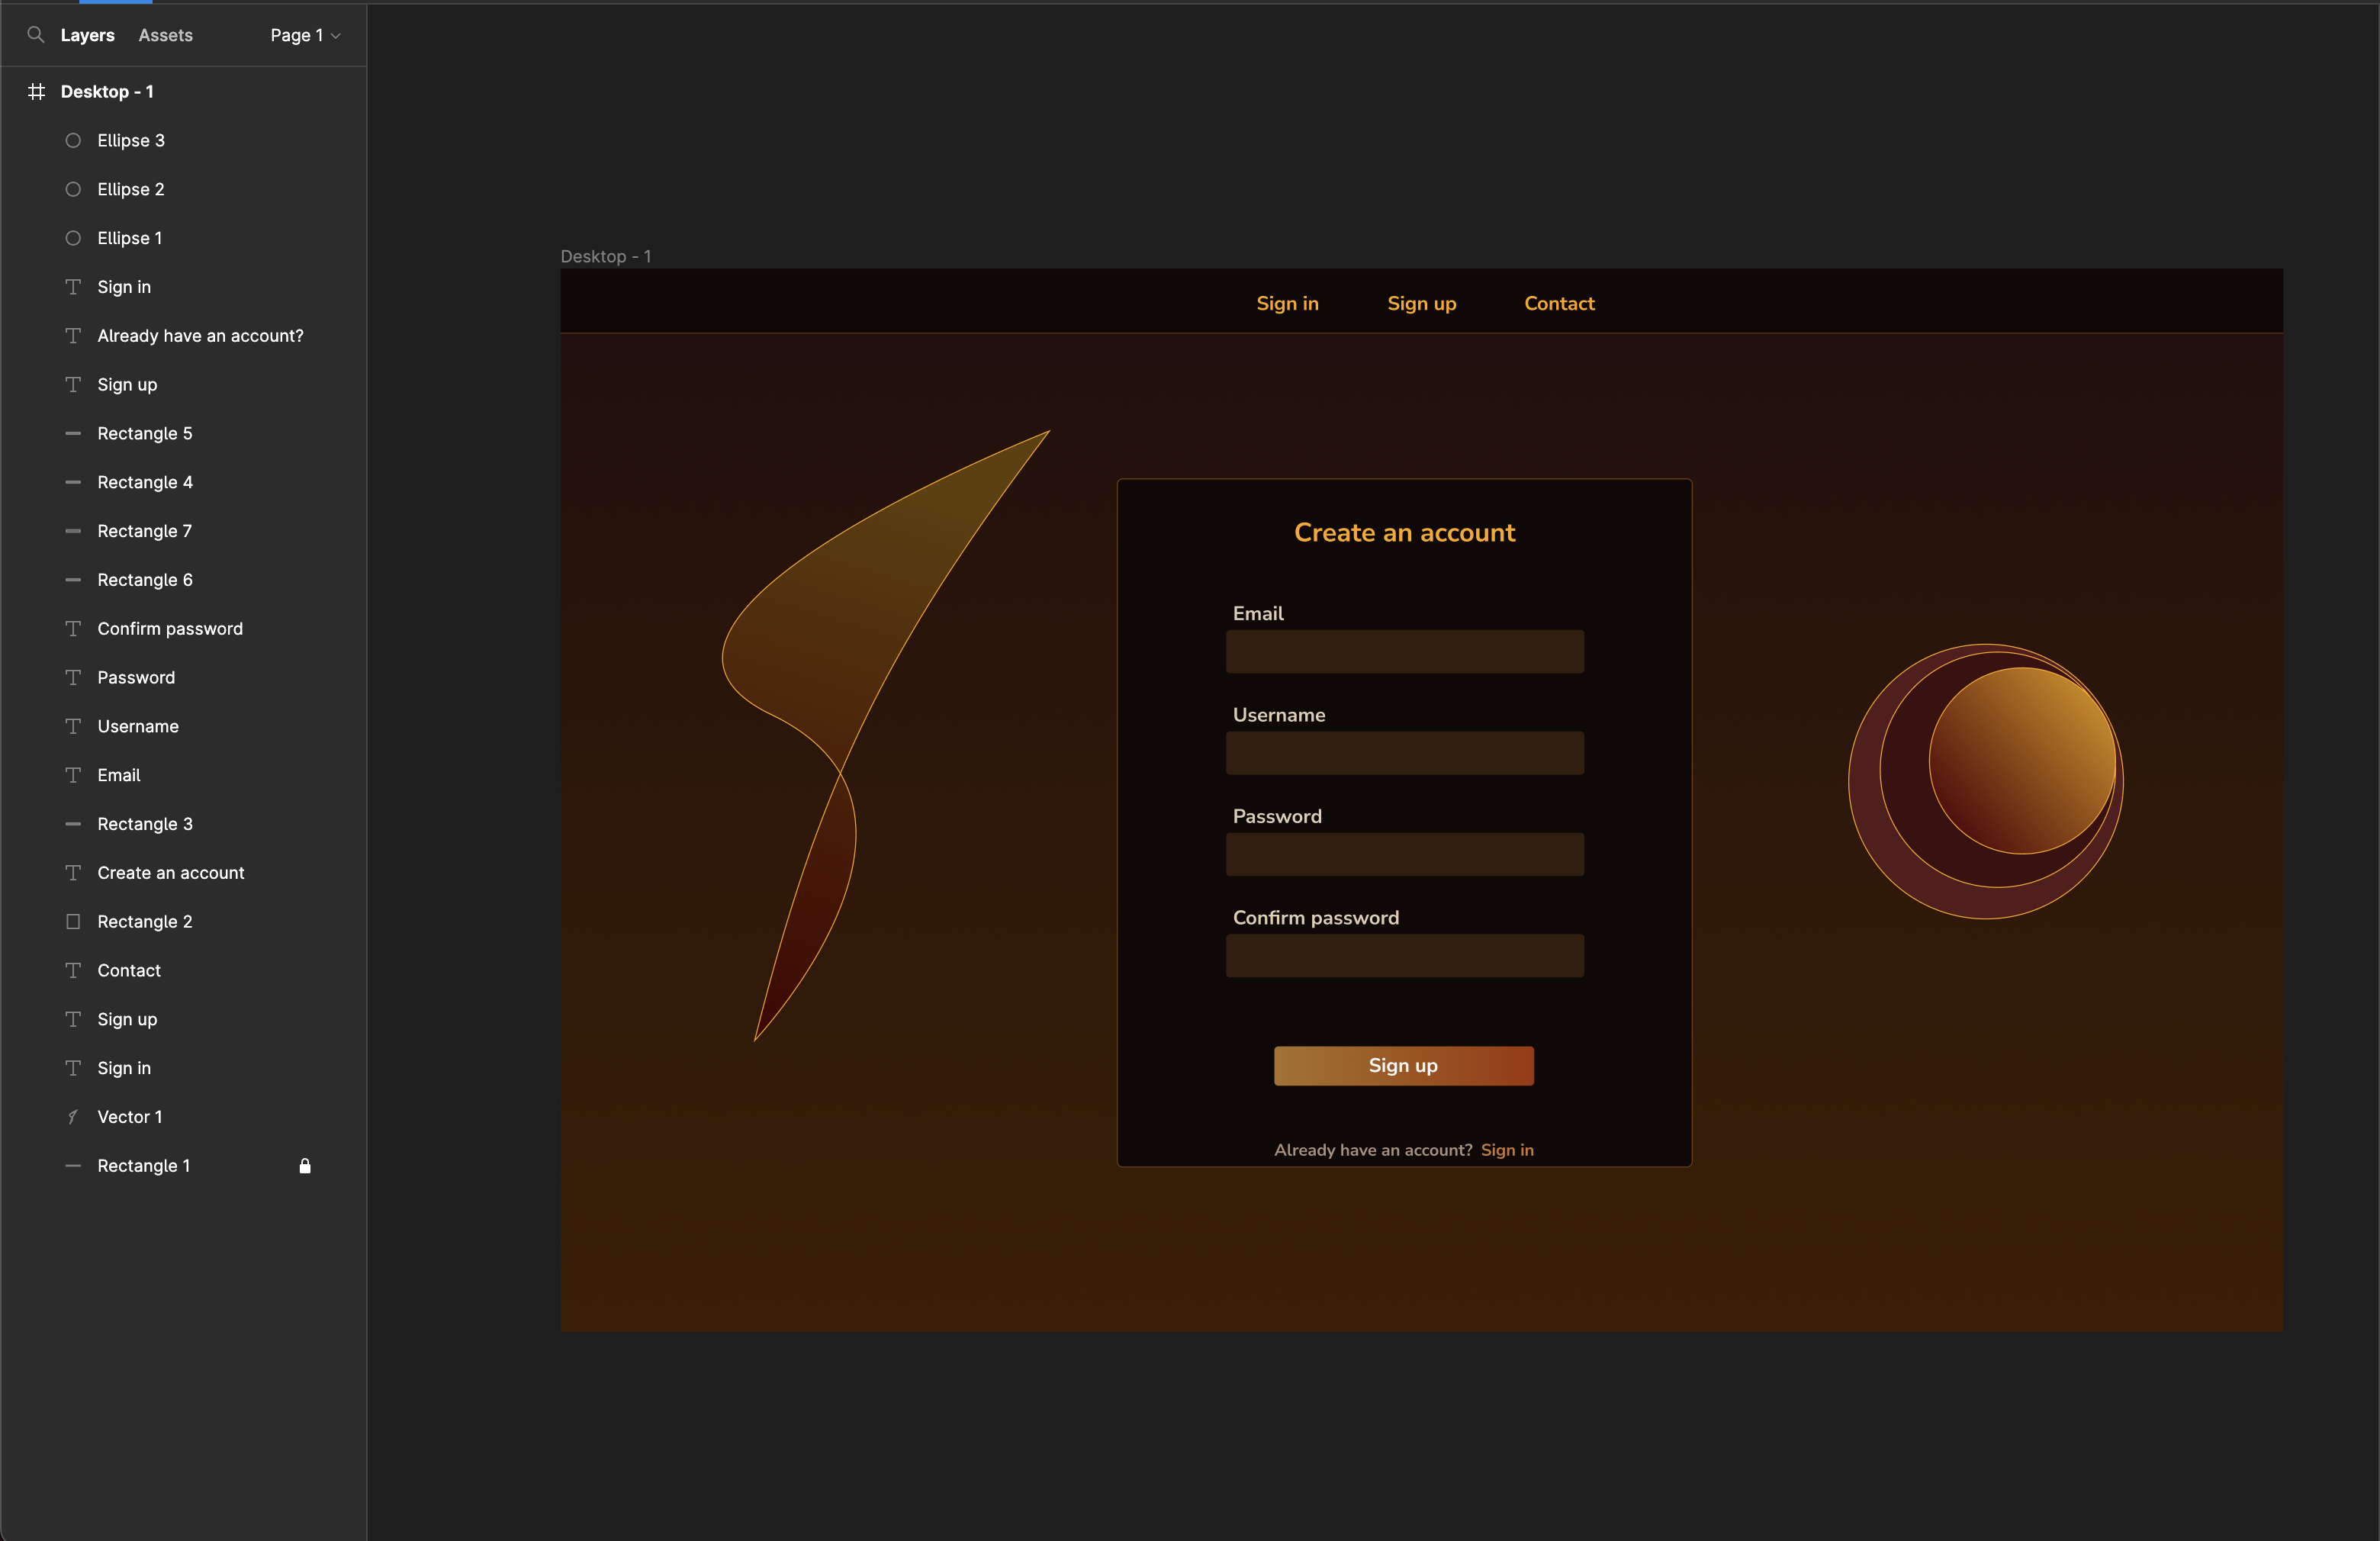 Layers Assets Page 1
Desktop - 1
Ellipse 3
Ellipse 2
Ellipse 1
Sign in
Already have an account?
Sign up
Rectangle 5
Rectangle 4
Rectangle 7
Rectangle 6
Confirm password
Password
Username
Email
Rectangle 3
Create an account
Rectangle 2
Contact
Sign up
Sign in
Vector 1
Rectangle 1
Desktop - 1
Sign in Sign up Contact
Create an account
Email
Username
Password
Confirm password
Sign up
Already have an account? Sign in